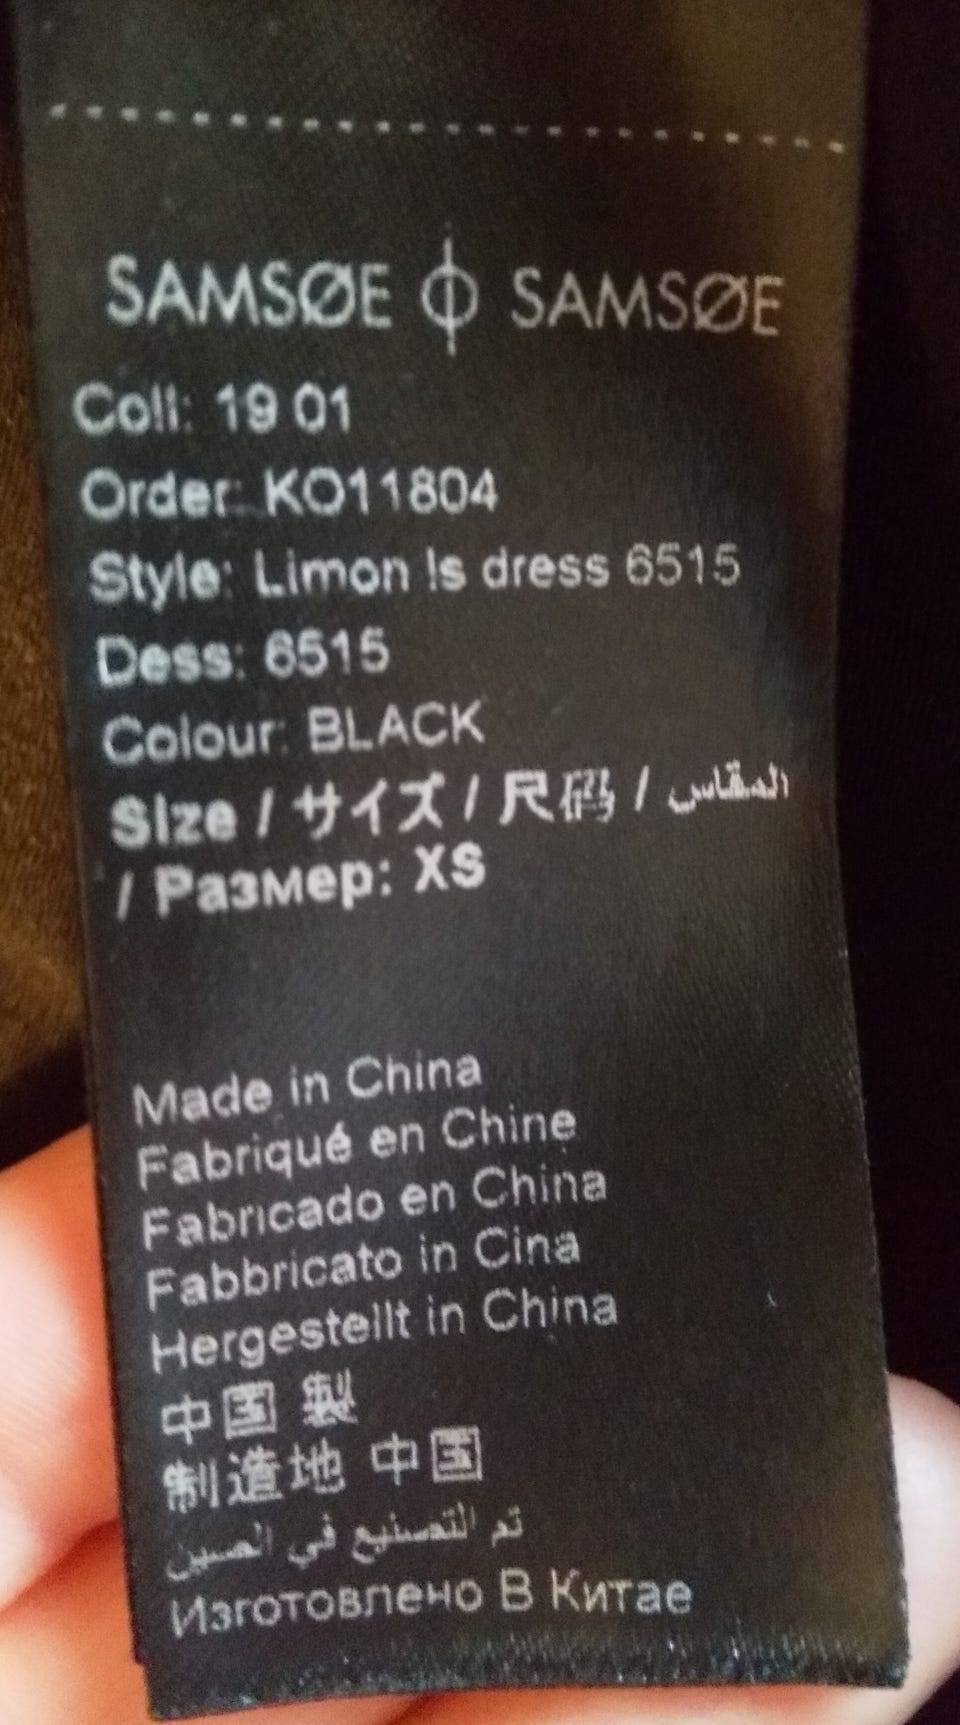 SAMSØE ɸ SAMSØE
Coll: 19 01
Order: KO11804
Style: Limon ls dress 6515
Dess: 6515
Colour: BLACK
Size / サイズ / 尺码 / المقاس
/ Размер: XS
Made in China
Fabriqué en Chine
Fabricado en China
Fabbricato in Cina
Hergestellt in China
中国 製
制造地 中国
تم التصنيع في الصين
Изготовлено В Китае